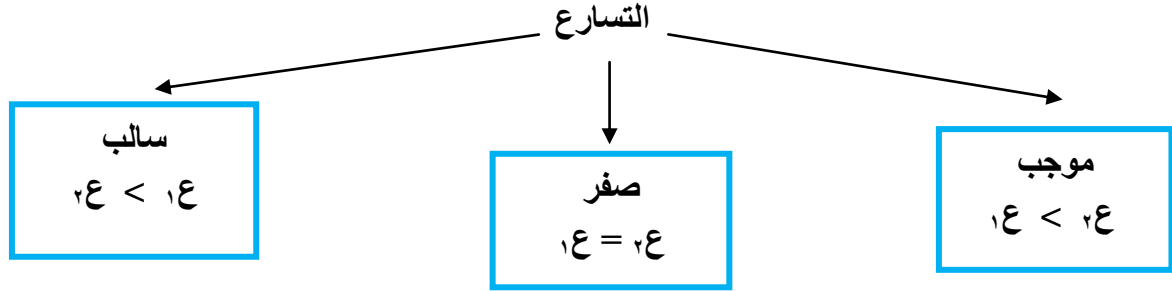 التسارع
موجب
ع٢ > ع١
صفر
ع٢ = ع١
سالب
ع١ > ع٢